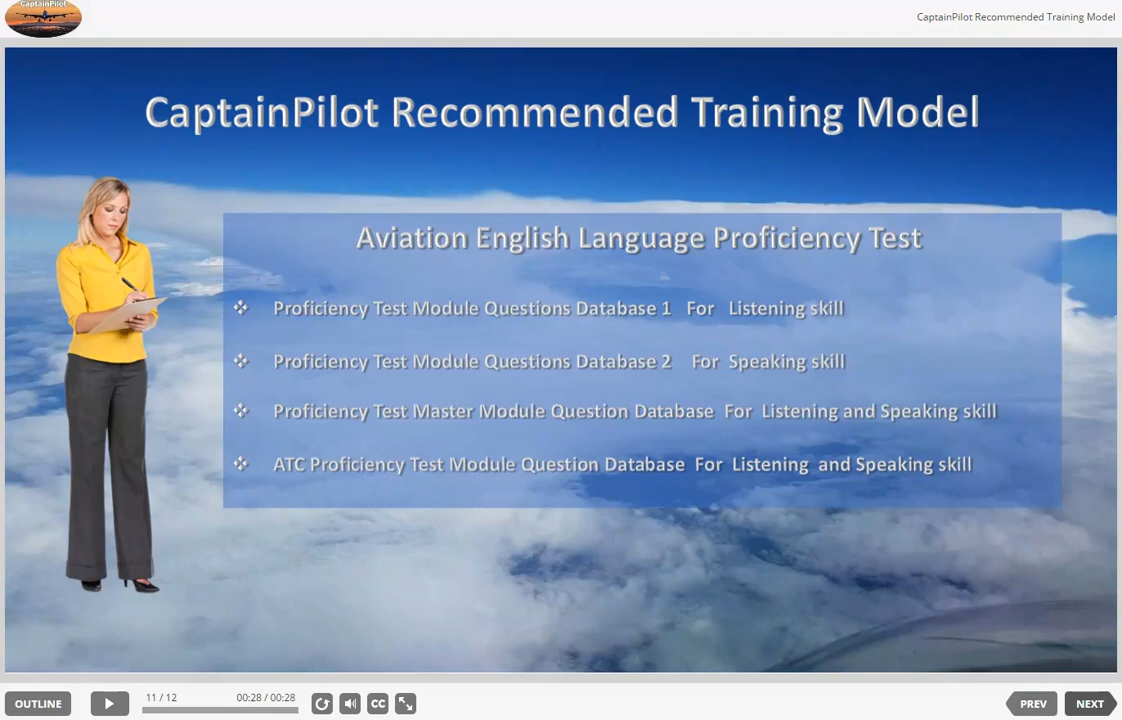 CaptainPilot
CaptainPilot Recommended Training Model
CaptainPilot Recommended Training Model
Aviation English Language Proficiency Test
Proficiency Test Module Questions Database 1 For Listening skill
Proficiency Test Module Questions Database 2 For Speaking skill
Proficiency Test Master Module Question Database For Listening and Speaking skill
ATC Proficiency Test Module Question Database For Listening and Speaking skill
OUTLINE
11 / 12
00:28 / 00:28
CC
PREV
NEXT